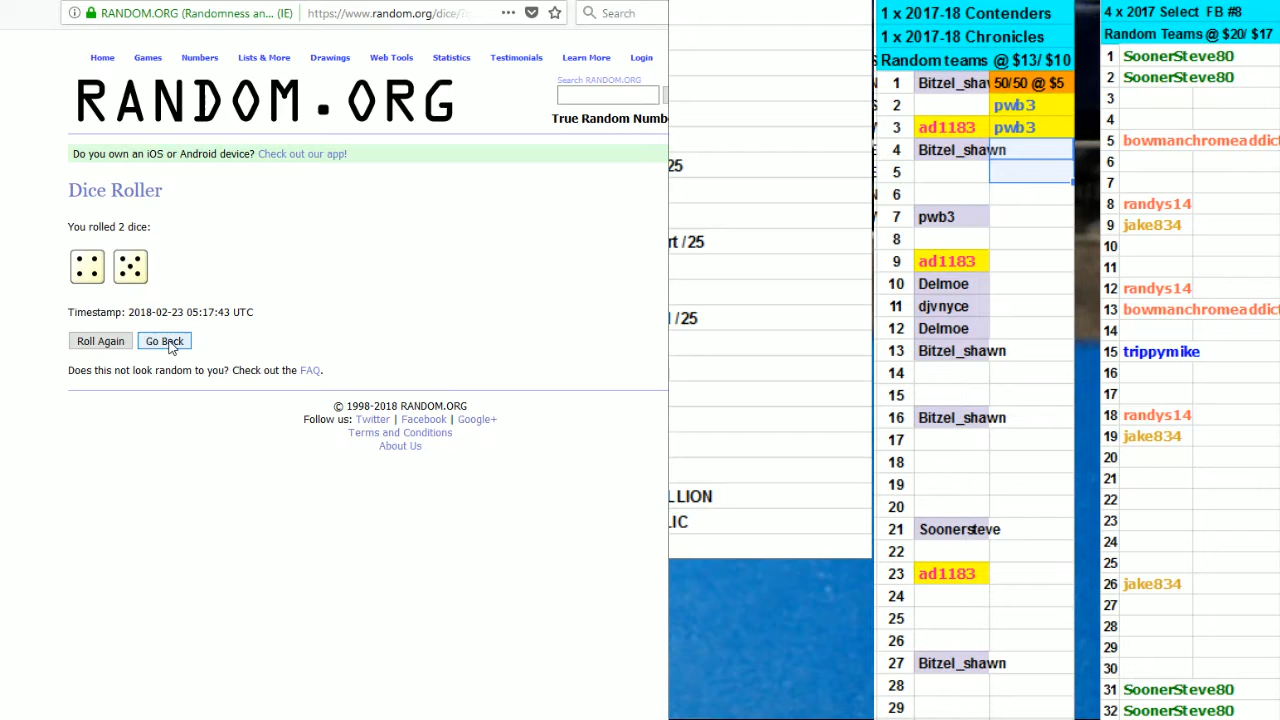 RANDOM.ORG (Randomness an... (IE)
https://www.random.org/dice/?
Search
Home Games Numbers Lists & More Drawings Web Tools Statistics Testimonials Learn More Login
RANDOM.ORG
Search RANDOM.ORG
True Random Numb
Do you own an iOS or Android device? Check out our app!
Dice Roller
You rolled 2 dice:
Timestamp: 2018-02-23 05:17:43 UTC
Roll Again Go Back
Does this not look random to you? Check out the FAQ.
© 1998-2018 RANDOM.ORG
Follow us: Twitter | Facebook | Google+
Terms and Conditions
About Us
25
rt /25
l /25
LLION
LIC
1 x 2017-18 Contenders
1 x 2017-18 Chronicles
Random teams @ $13/ $10
1 Bitzel_shaw 50/50 @ $5
2 pwb3
3 ad1183 pwb3
4 Bitzel_shawn
5
6
7 pwb3
8
9 ad1183
10 Delmoe
11 djvnyce
12 Delmoe
13 Bitzel_shawn
14
15
16 Bitzel_shawn
17
18
19
20
21 Soonersteve
22
23 ad1183
24
25
26
27 Bitzel_shawn
28
29
4 x 2017 Select FB #8
Random Teams @ $20/ $17
1 SoonerSteve80
2 SoonerSteve80
3
4
5 bowmanchromeaddict
6
7
8 randys14
9 jake834
10
11
12 randys14
13 bowmanchromeaddict
14
15 trippymike
16
17
18 randys14
19 jake834
20
21
22
23
24
25
26 jake834
27
28
29
30
31 SoonerSteve80
32 SoonerSteve80